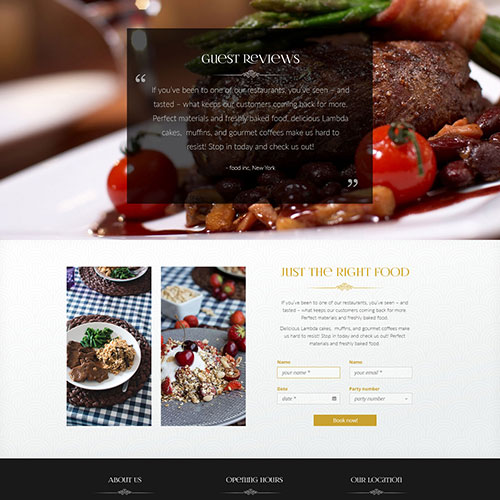 GUEST REVIEWS
“
If you've been to one of our restaurants, you've seen – and
tasted – what keeps our customers coming back for more.
Perfect materials and freshly baked food, delicious Lambda
cakes, muffins, and gourmet coffees make us hard to
resist! Stop in today and check us out!
- food inc, New York
”
JUST THE RIGHT FOOD
If you've been to one of our restaurants, you've seen – and
tasted – what keeps our customers coming back for more.
Perfect materials and freshly baked food.
Delicious Lambda cakes, muffins, and gourmet coffees make
us hard to resist! Stop in today and check us out! Perfect
materials and freshly baked food.
Name Name
your name * your email *
Date Party number
date * party number
Book now!
ABOUT US OPENING HOURS OUR LOCATION